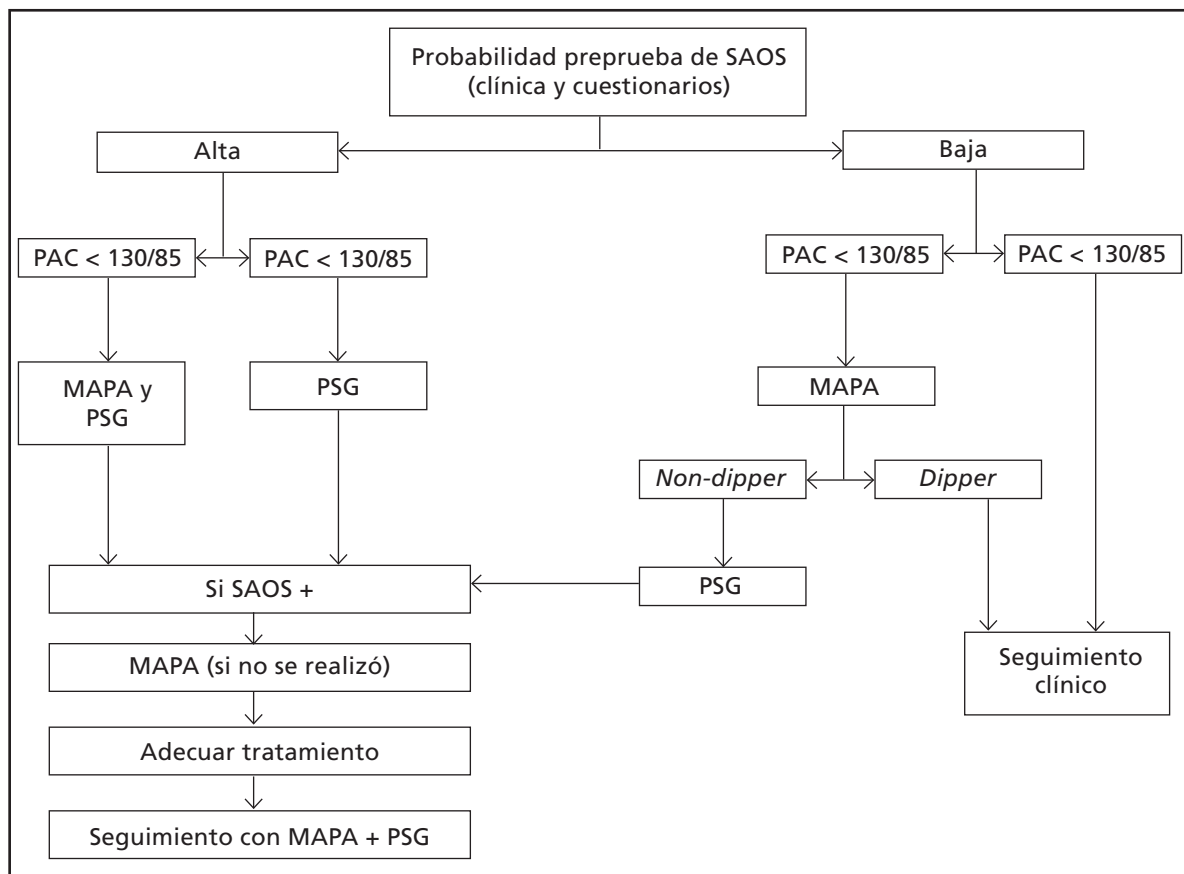 Probabilidad preprueba de SAOS
(clínica y cuestionarios)
Alta
Baja
PAC < 130/85
PAC < 130/85
PAC < 130/85
PAC < 130/85
MAPA y
PSG
PSG
MAPA
Non-dipper
Dipper
Si SAOS +
PSG
MAPA (si no se realizó)
Seguimiento
clínico
Adecuar tratamiento
Seguimiento con MAPA + PSG